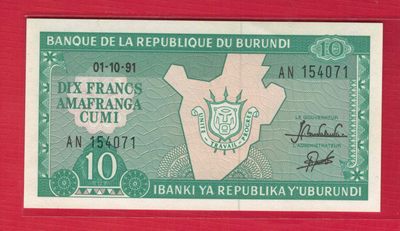 BANQUE DE LA REPUBLIQUE DU BURUNDI
10
01-10-91
AN 154071
DIX FRANCS
AMAFRANGA
CUMI
LE GOUVERNEUR
UNITE TRAVAIL PROGRES
AN 154071
L'ADMINISTRATEUR
10
IBANKI YA REPUBLIKA Y'UBURUNDI